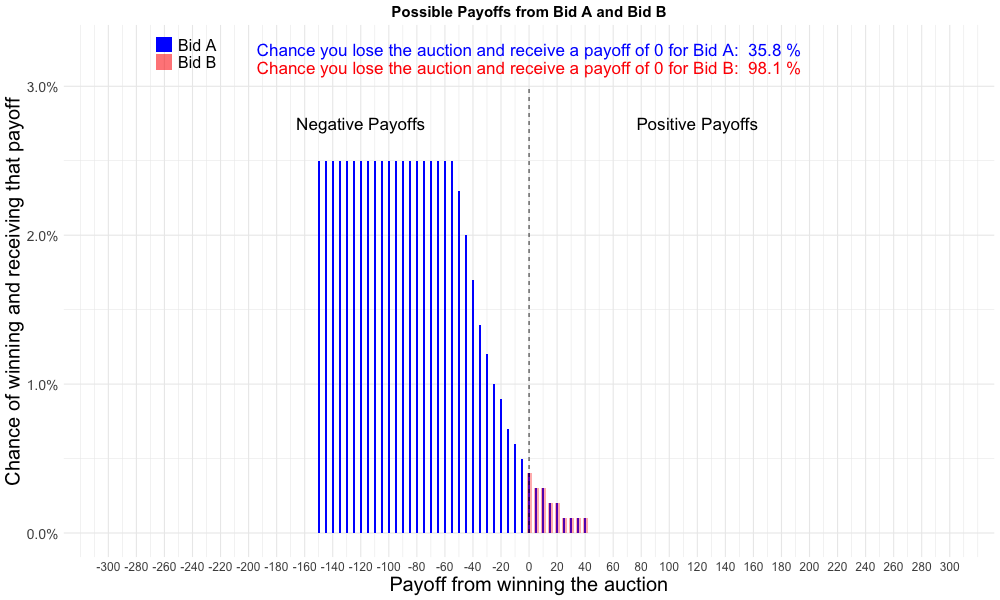 Possible Payoffs from Bid A and Bid B
Bid A
Bid B
Chance you lose the auction and receive a payoff of 0 for Bid A: 35.8 %
Chance you lose the auction and receive a payoff of 0 for Bid B: 98.1 %
Negative Payoffs
Positive Payoffs
Chance of winning and receiving that payoff
3.0%
2.0%
1.0%
0.0%
-300 -280 -260 -240 -220 -200 -180 -160 -140 -120 -100 -80 -60 -40 -20 0 20 40 60 80 100 120 140 160 180 200 220 240 260 280 300
Payoff from winning the auction